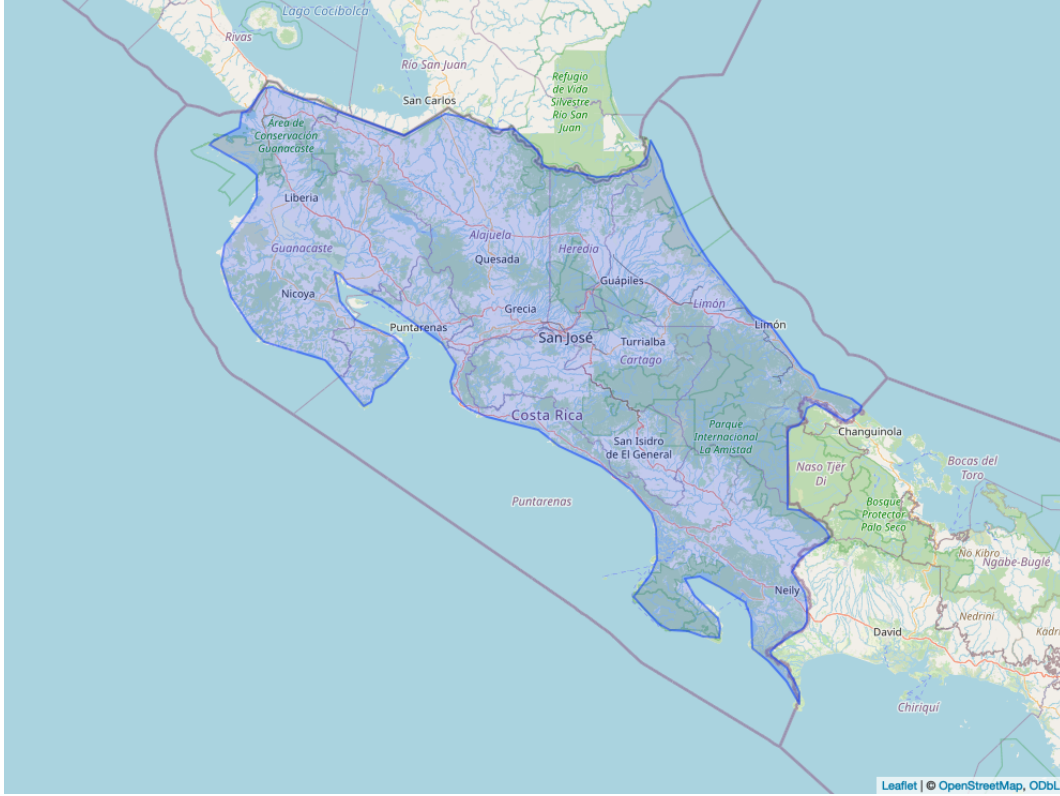 Lago Cocibolca
Rivas
Río San Juan
San Carlos
Refugio
de Vida
Silvestre
Río San
Juan
Área de
Conservación
Guanacaste
Liberia
Guanacaste
Alajuela
Heredia
Quesada
Guápiles
Nicoya
Grecia
Limón
Puntarenas
San José
Limón
Turrialba
Cartago
Costa Rica
Parque
Internacional
La Amistad
Changuinola
San Isidro
de El General
Naso Tjër
Di
Bocas del
Toro
Puntarenas
Bosque
Protector
Palo Seco
Nö Kribo
Ngäbe-Buglé
Neily
Nedrini
Kädri
David
Chiriquí
Leaflet | © OpenStreetMap, ODbL